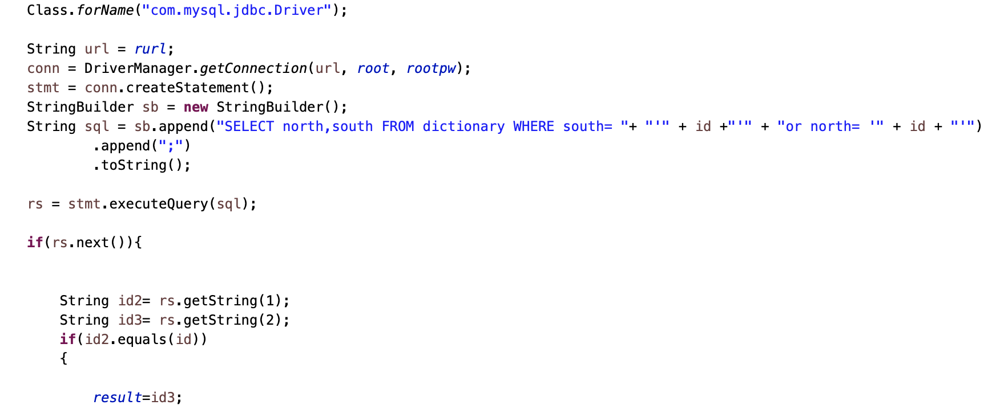 Class.forName("com.mysql.jdbc.Driver");
String url = rurl;
conn = DriverManager.getConnection(url, root, rootpw);
stmt = conn.createStatement();
StringBuilder sb = new StringBuilder();
String sql = sb.append("SELECT north,south FROM dictionary WHERE south= "+ "'" + id +"'" + "or north= '" + id + "'")
.append(";")
.toString();
rs = stmt.executeQuery(sql);
if(rs.next()){
String id2= rs.getString(1);
String id3= rs.getString(2);
if(id2.equals(id))
{
result=id3;